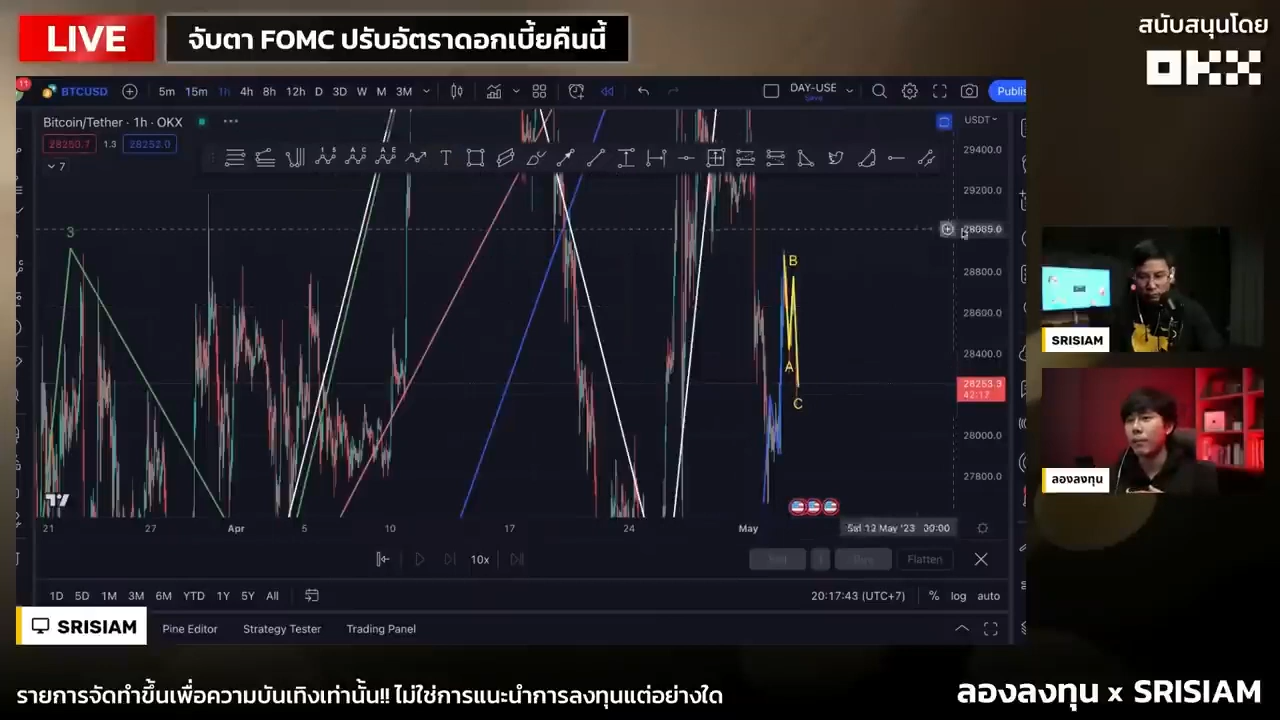 LIVE
จับตา FOMC ปรับอัตราดอกเบี้ยคืนนี้
สนับสนุนโดย
OKX
11
BTCUSD
5m 15m 1h 4h 8h 12h D 3D W M 3M
DAY-USE
SAVE
Publis
Bitcoin/Tether · 1h · OKX
USDT
28250.7 1.3 28252.0
7
29400.0
29200.0
28800.0
28600.0
28400.0
28253.3
42:17
28000.0
27800.0
3
B
A
C
SRISIAM
ลองลงทุน
21 27 Apr 5 10 17 24 May
Sat 13 May '23 00:00
10x
Flatten
1D 5D 1M 3M 6M YTD 1Y 5Y All
20:17:43 (UTC+7) % log auto
SRISIAM
Pine Editor Strategy Tester Trading Panel
รายการจัดทำขึ้นเพื่อความบันเทิงเท่านั้น!! ไม่ใช่การแนะนำการลงทุนแต่อย่างใด
ลองลงทุน x SRISIAM